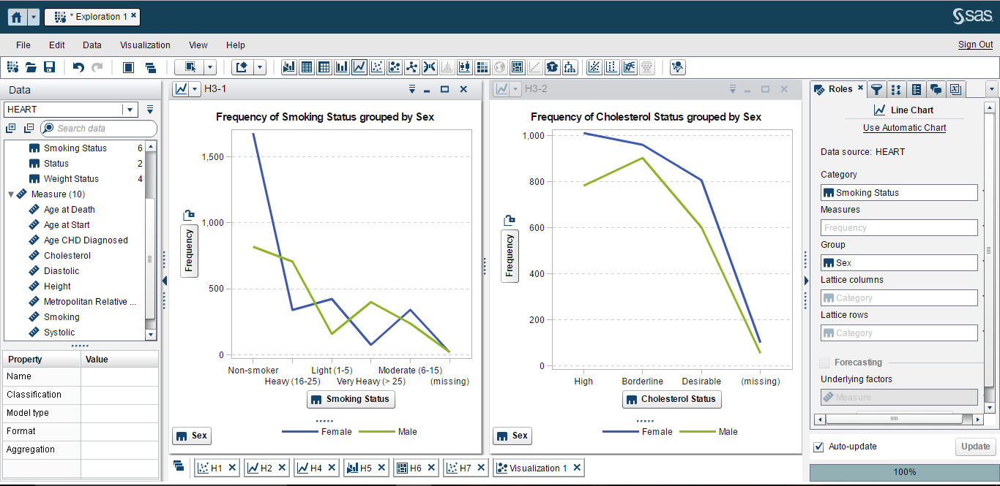 * Exploration 1
sas
File Edit Data Visualization View Help
Sign Out
Data
HEART
Search data
Smoking Status 6
Status 2
Weight Status 4
Measure (10)
Age at Death
Age at Start
Age CHD Diagnosed
Cholesterol
Diastolic
Height
Metropolitan Relative ...
Smoking
Systolic
Property Value
Name
Classification
Model type
Format
Aggregation
H3-1
Frequency of Smoking Status grouped by Sex
Frequency
1,500
1,000
500
0
Non-smoker Light (1-5) Moderate (6-15)
Heavy (16-25) Very Heavy (> 25) (missing)
Smoking Status
Sex
Female Male
H3-2
Frequency of Cholesterol Status grouped by Sex
Frequency
1,000
800
600
400
200
0
High Borderline Desirable (missing)
Cholesterol Status
Sex
Female Male
H1 H2 H4 H5 H6 H7 Visualization 1
Roles
Line Chart
Use Automatic Chart
Data source: HEART
Category
Smoking Status
Measures
Frequency
Group
Sex
Lattice columns
Category
Lattice rows
Category
Forecasting
Underlying factors
Measure
Auto-update
Update
100%